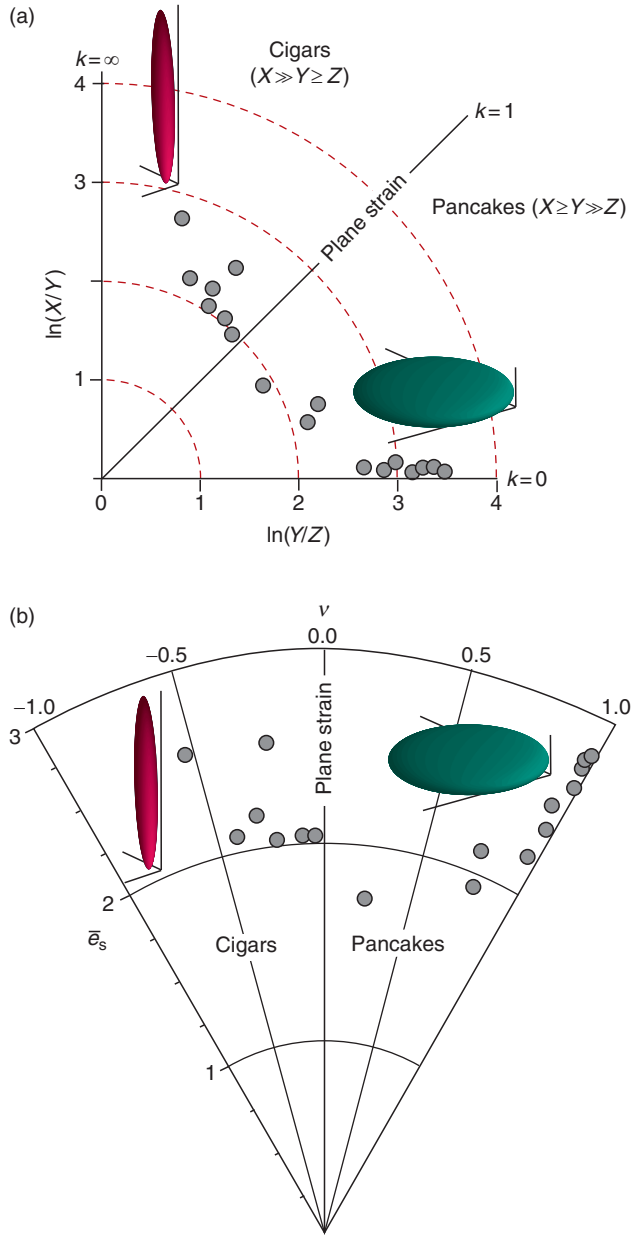 (a)
k=∞
Cigars
(X≫Y≥Z)
4
k=1
3
Plane strain
Pancakes (X≥Y≫Z)
ln(X/Y)
1
k=0
0
1
2
3
4
ln(Y/Z)
(b)
ν
0.0
−0.5
0.5
−1.0
1.0
3
Plane strain
2
ēs
Cigars
Pancakes
1